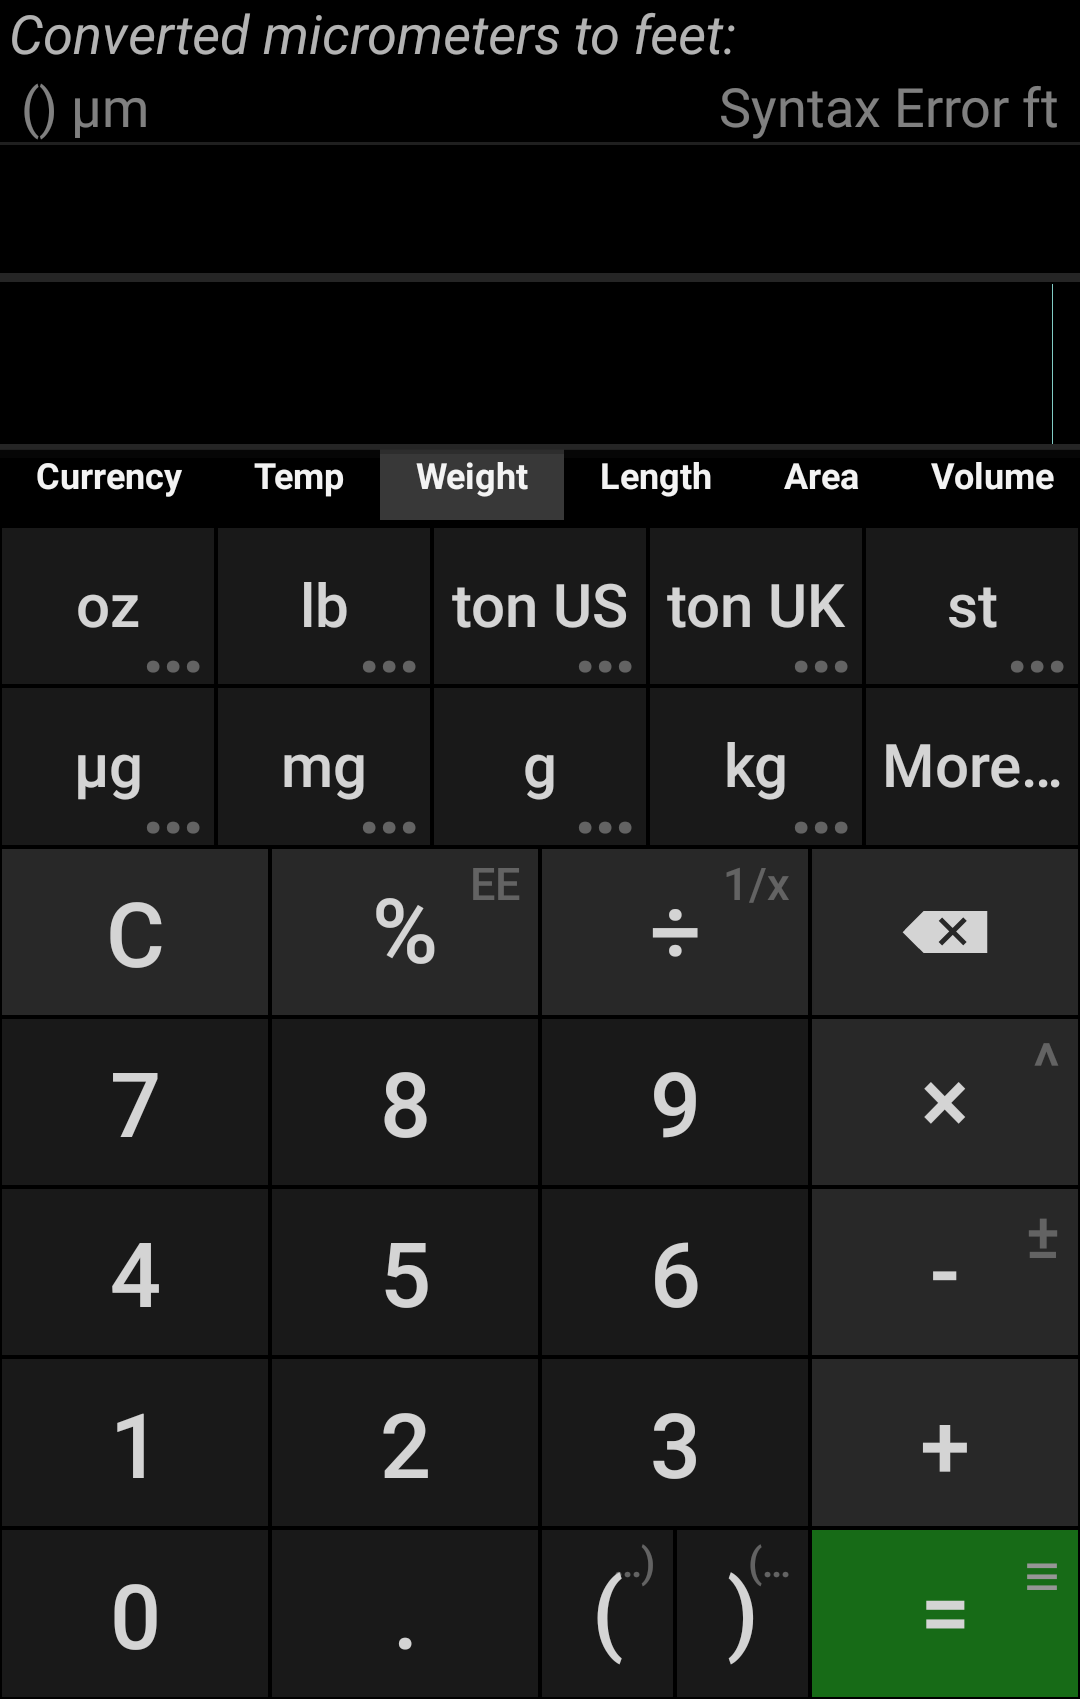 Converted micrometers to feet:
() µm Syntax Error ft
Currency Temp Weight Length Area Volume
oz lb ton US ton UK st
... ... ... ... ...
µg mg g kg More...
... ... ... ...
C % EE ÷ 1/x
7 8 9 × ^
4 5 6 - ±
1 2 3 +
0 . ( ..) ) (... = ≡